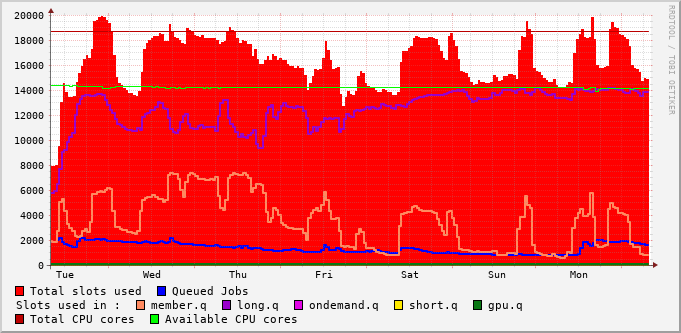 20000
18000
16000
14000
12000
10000
8000
6000
4000
2000
0
Tue Wed Thu Fri Sat Sun Mon
RRDTOOL / TOBI OETIKER
Total slots used Queued Jobs
Slots used in : member.q long.q ondemand.q short.q gpu.q
Total CPU cores Available CPU cores